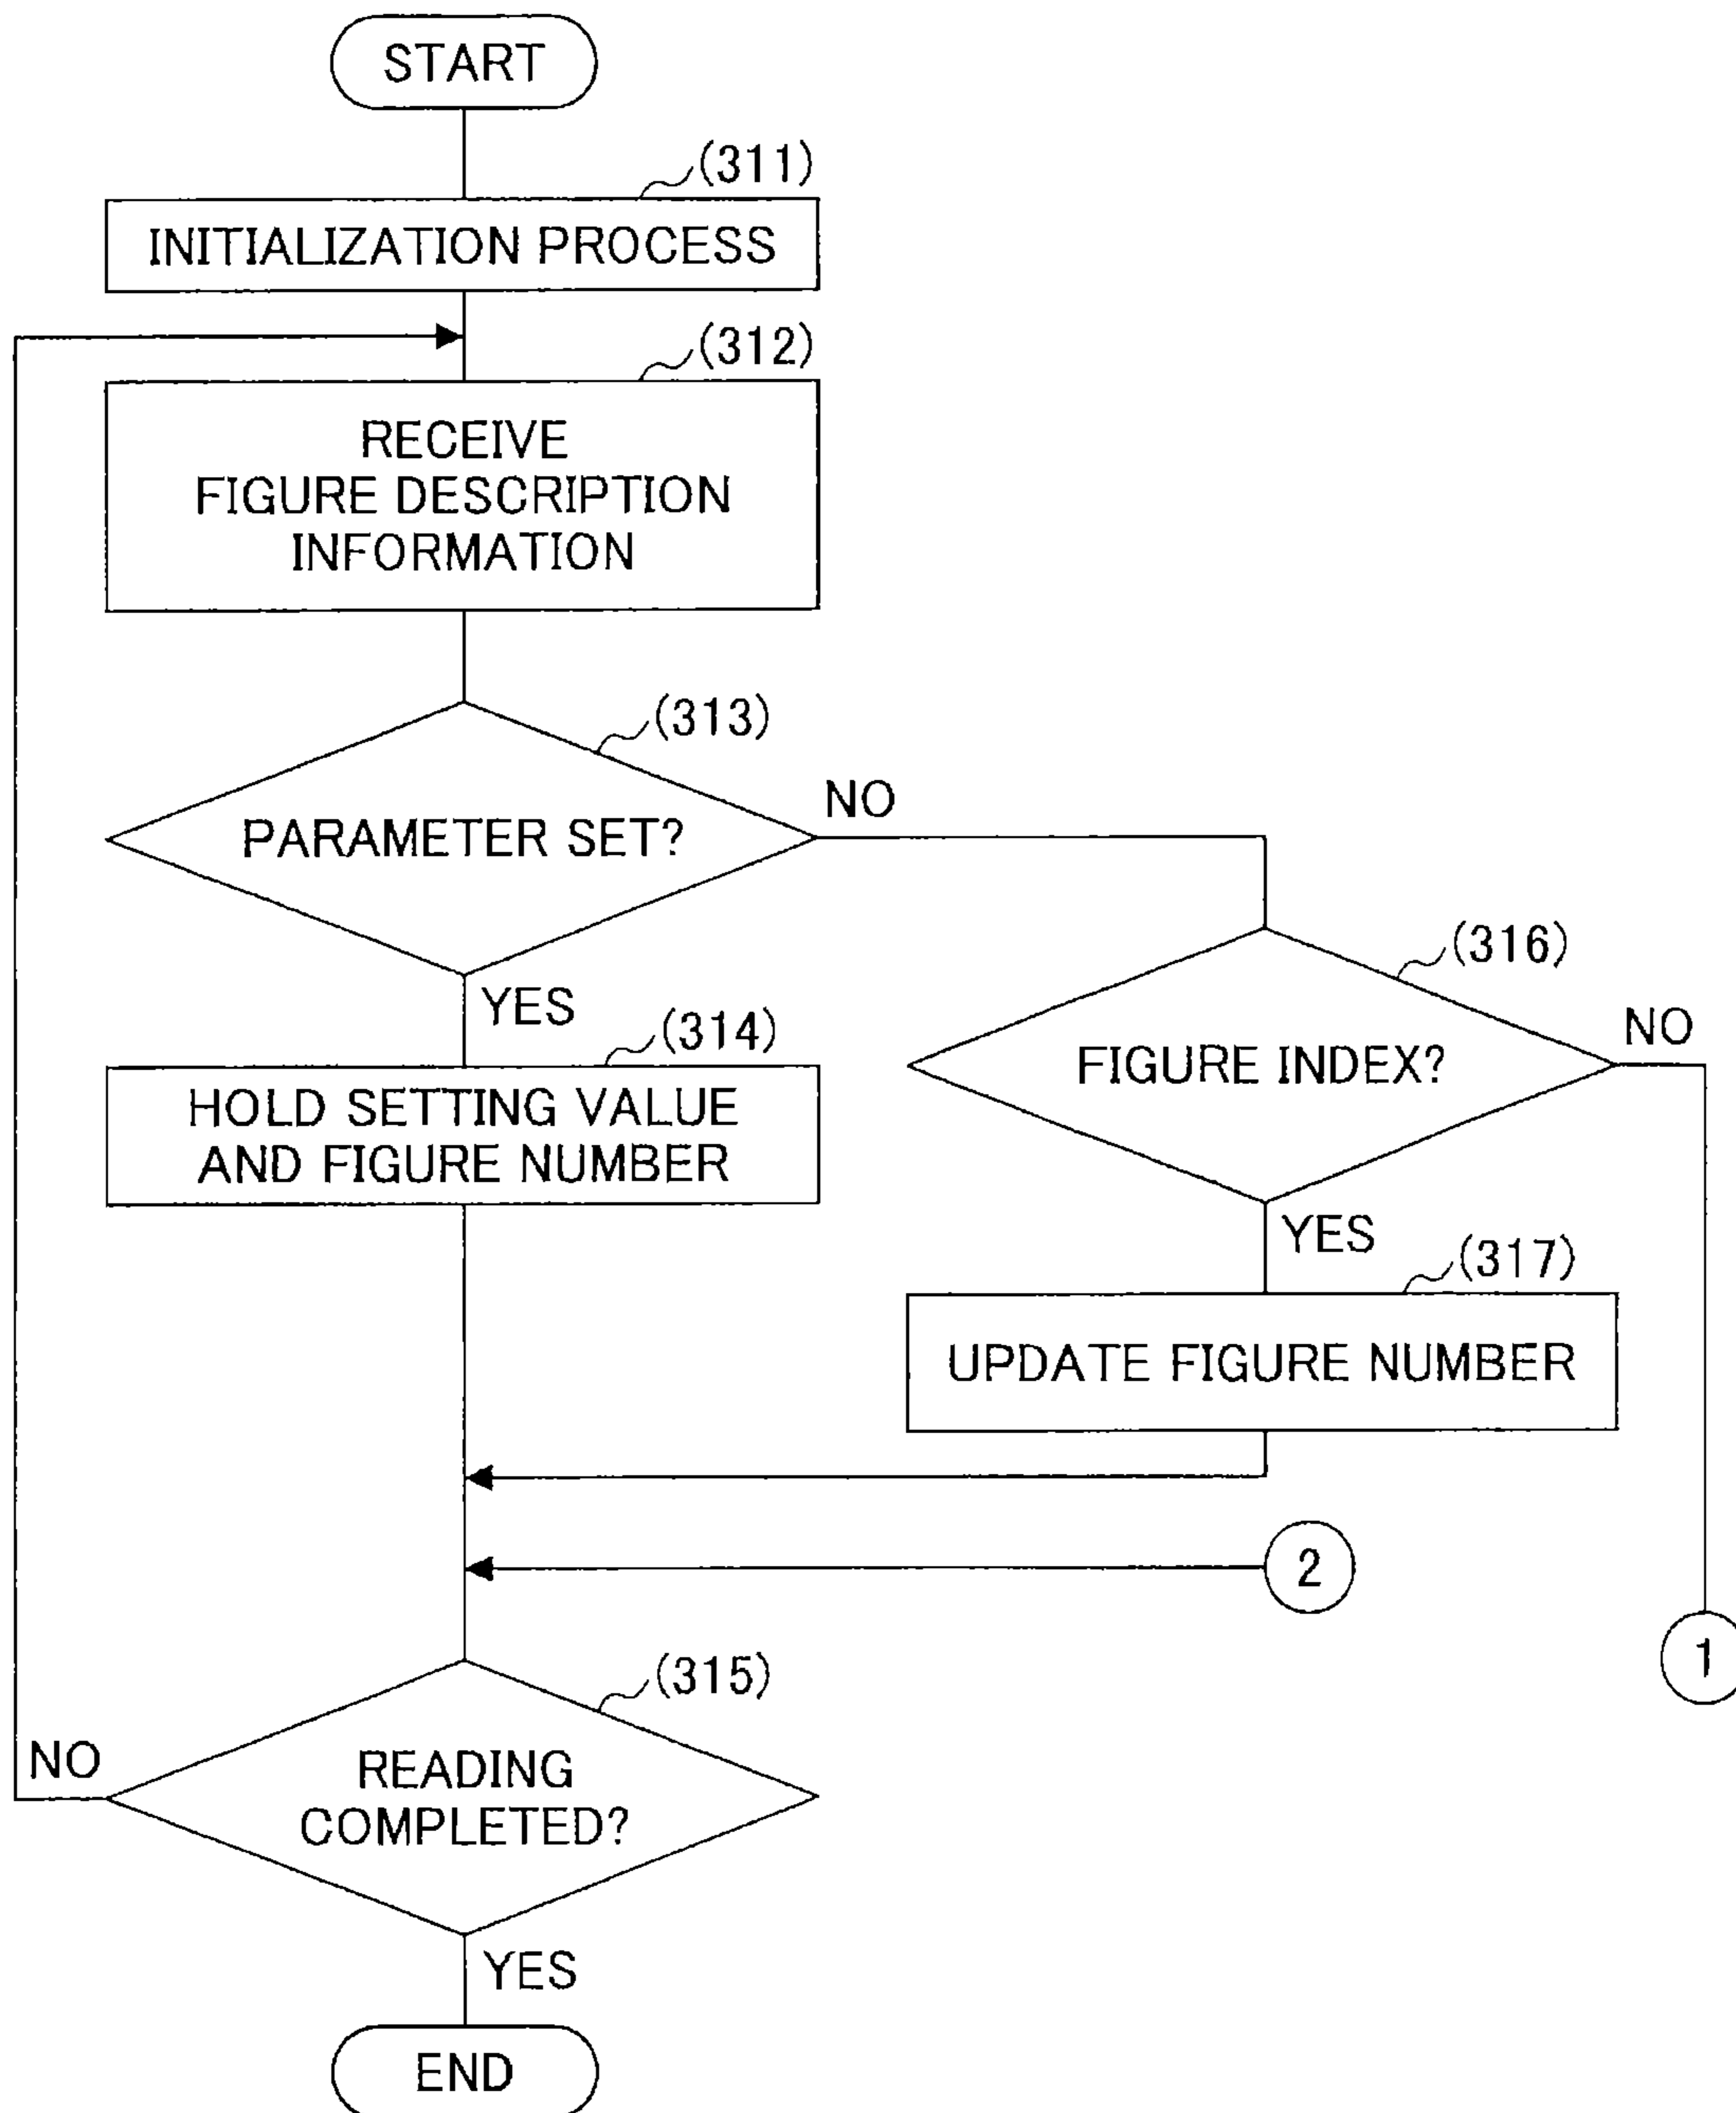 START
(311)
INITIALIZATION PROCESS
(312)
RECEIVE
FIGURE DESCRIPTION
INFORMATION
(313)
NO
PARAMETER SET?
YES
(314)
HOLD SETTING VALUE
AND FIGURE NUMBER
(316)
NO
FIGURE INDEX?
YES
(317)
UPDATE FIGURE NUMBER
2
1
(315)
NO
READING
COMPLETED?
YES
END